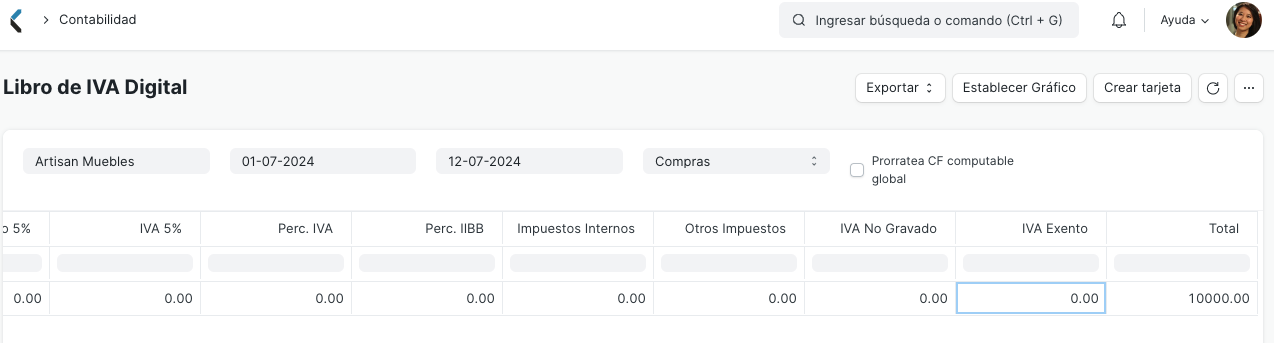 Contabilidad
Ingresar búsqueda o comando (Ctrl + G)
Ayuda
Libro de IVA Digital
Exportar
Establecer Gráfico
Crear tarjeta
Artisan Muebles
01-07-2024
12-07-2024
Compras
Prorratea CF computable
global
o 5% IVA 5% Perc. IVA Perc. IIBB Impuestos Internos Otros Impuestos IVA No Gravado IVA Exento Total
0.00 0.00 0.00 0.00 0.00 0.00 0.00 0.00 10000.00